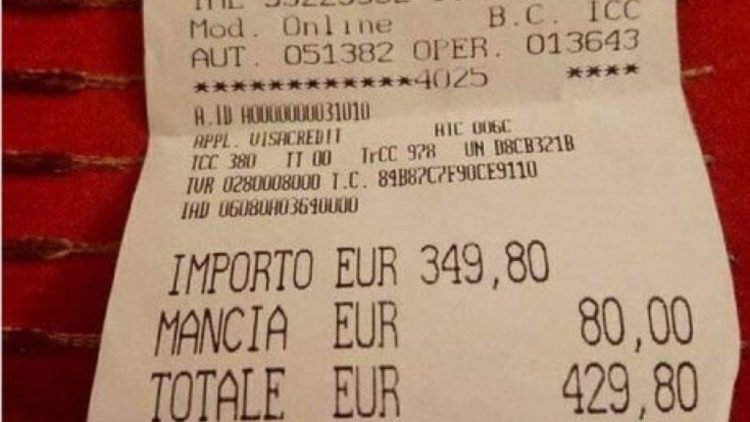 Mod. Online B.C. ICC
AUT. 051382 OPER. 013643
************4025 ****
A.ID A0000000031010
APPL. VISACREDIT ATC 006C
ICC 380 TT 00 TrCC 978 UN D8CB321B
TVR 0280008000 T.C. 84B87C7F90CE9110
IAD 06080A03640000
IMPORTO EUR 349,80
MANCIA EUR 80,00
TOTALE EUR 429,80